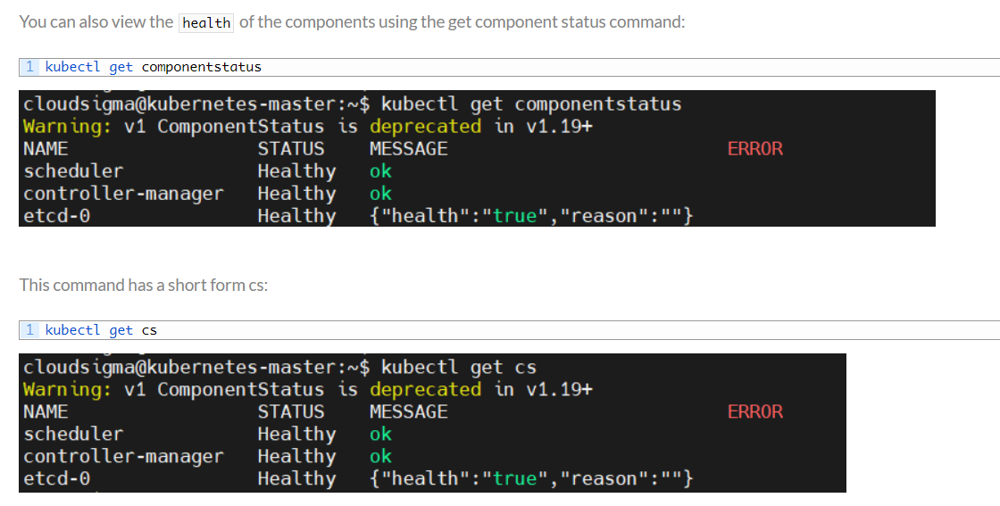 You can also view the health of the components using the get component status command:
1 kubectl get componentstatus
cloudsigma@kubernetes-master:~$ kubectl get componentstatus
Warning: v1 ComponentStatus is deprecated in v1.19+
NAME STATUS MESSAGE ERROR
scheduler Healthy ok
controller-manager Healthy ok
etcd-0 Healthy {"health":"true","reason":""}
This command has a short form cs:
1 kubectl get cs
cloudsigma@kubernetes-master:~$ kubectl get cs
Warning: v1 ComponentStatus is deprecated in v1.19+
NAME STATUS MESSAGE ERROR
scheduler Healthy ok
controller-manager Healthy ok
etcd-0 Healthy {"health":"true","reason":""}